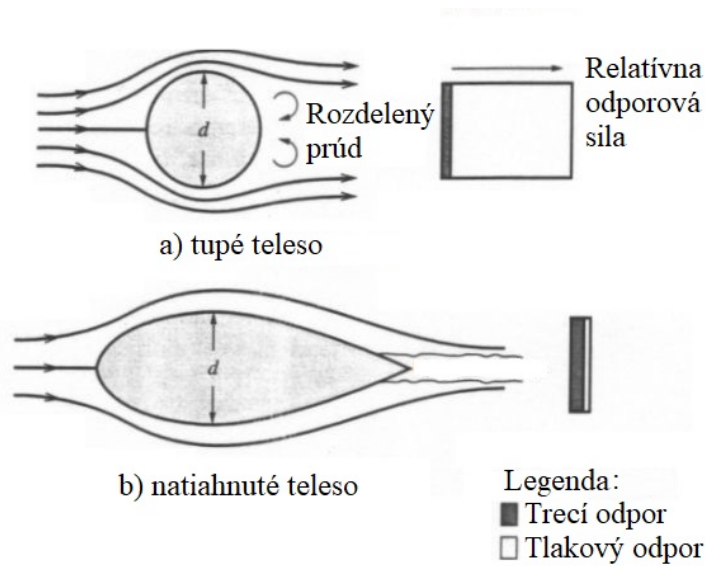 d
Rozdelený
prúd
Relatívna
odporová
sila
a) tupé teleso
d
b) natiahnuté teleso
Legenda:
Trecí odpor
Tlakový odpor